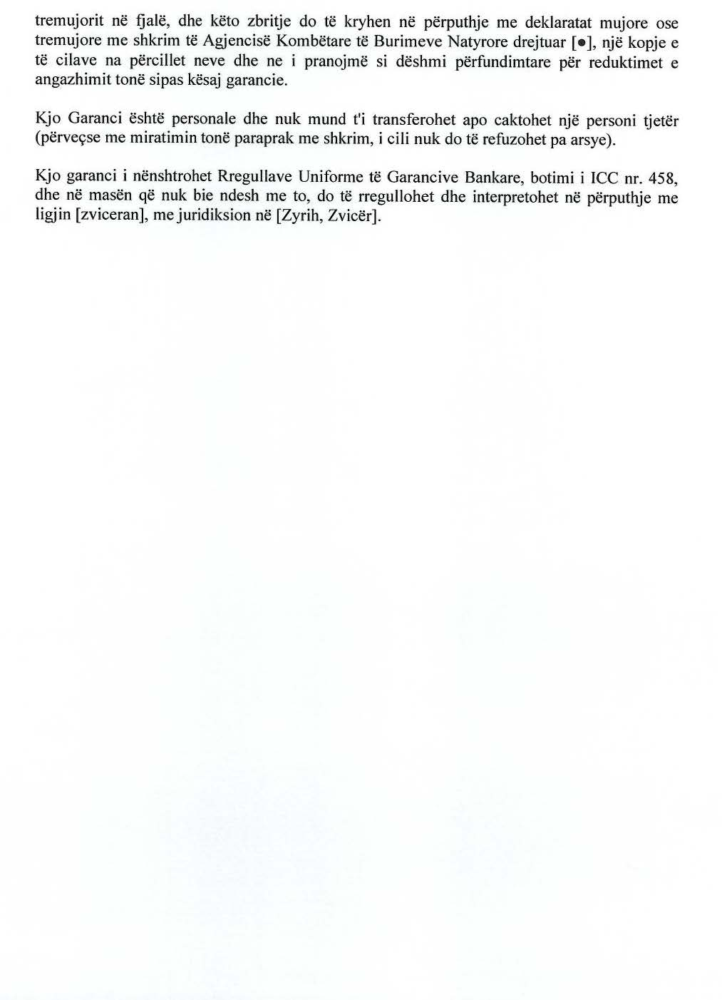 tremujorit në fjalë, dhe këto zbritje do të kryhen në përputhje me deklaratat mujore ose
tremujore me shkrim të Agjencisë Kombëtare të Burimeve Natyrore drejtuar [●], një kopje e
të cilave na përcillet neve dhe ne i pranojmë si dëshmi përfundimtare për reduktimet e
angazhimit tonë sipas kësaj garancie.
Kjo Garanci është personale dhe nuk mund t'i transferohet apo caktohet një personi tjetër
(përveçse me miratimin tonë paraprak me shkrim, i cili nuk do të refuzohet pa arsye).
Kjo garanci i nënshtrohet Rregullave Uniforme të Garancive Bankare, botimi i ICC nr. 458,
dhe në masën që nuk bie ndesh me to, do të rregullohet dhe interpretohet në përputhje me
ligjin [zviceran], me juridiksion në [Zyrih, Zvicër].